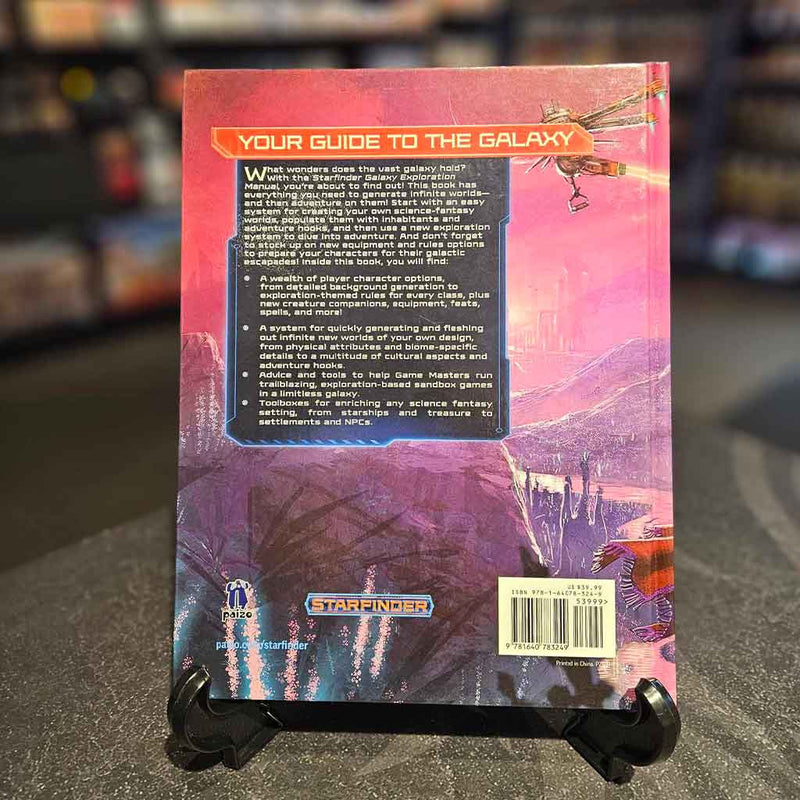 YOUR GUIDE TO THE GALAXY
What wonders does the vast galaxy hold?
With the Starfinder Galaxy Exploration
Manual, you're about to find out! This book has
everything you need to generate infinite worlds—
and then adventure on them! Start with an easy
system for creating your own science-fantasy
worlds, populate them with inhabitants and
adventure hooks, and then use a new exploration
system to dive into adventure. And don't forget
to stock up on new equipment and rules options
to prepare your characters for their galactic
escapades! Inside this book, you will find:
• A wealth of player character options,
from detailed background generation to
exploration-themed rules for every class, plus
new creature companions, equipment, feats,
spells, and more!
• A system for quickly generating and fleshing
out infinite new worlds of your own design,
from physical attributes and biome-specific
details to a multitude of cultural aspects and
adventure hooks.
• Advice and tools to help Game Masters run
trailblazing, exploration-based sandbox games
in a limitless galaxy.
• Toolboxes for enriching any science fantasy
setting, from starships and treasure to
settlements and NPCs.
paizo
paizo.com/starfinder
STARFINDER
US $39.99
ISBN 978-1-64078-324-9
53999>
9 781640 783249
Printed in China.